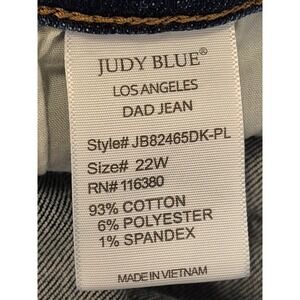 JUDY BLUE®
LOS ANGELES
DAD JEAN
Style# JB82465DK-PL
Size# 22W
RN# 116380
93% COTTON
6% POLYESTER
1% SPANDEX
MADE IN VIETNAM